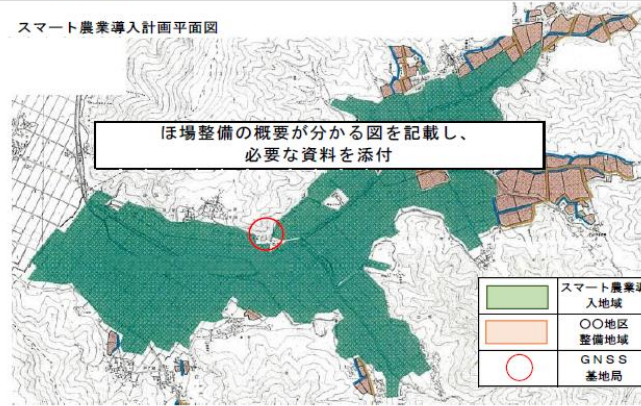 スマート農業導入計画平面図
ほ場整備の概要が分かる図を記載し、
必要な資料を添付
スマート農業導
入地域
〇〇地区
整備地域
GNSS
基地局